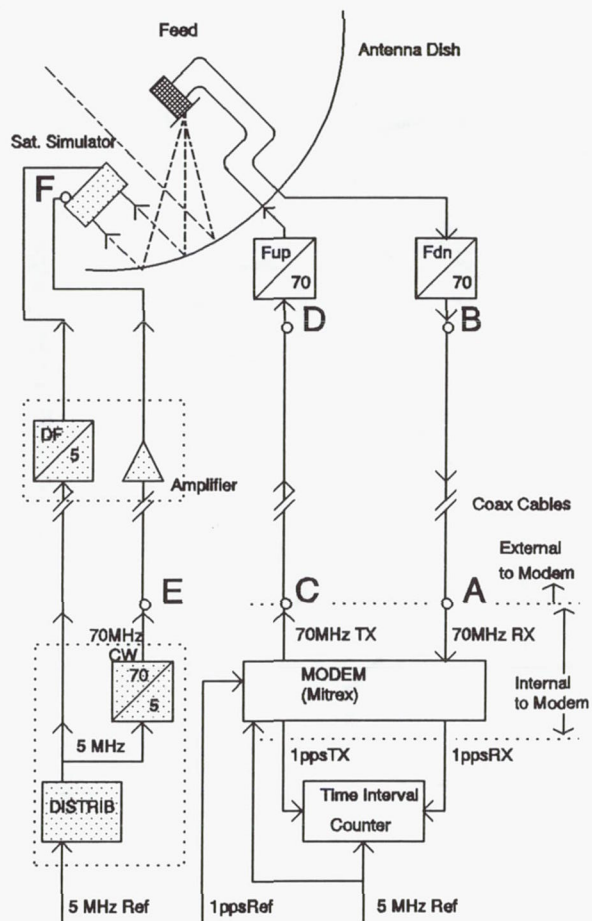 Feed
Antenna Dish
Sat. Simulator
F
Fup
70
Fdn
70
D
B
DF
5
Amplifier
Coax Cables
External
to Modem
E
C
A
70MHz
CW
70MHz TX
70MHz RX
70
5
MODEM
(Mitrex)
Internal
to Modem
5 MHz
1ppsTX
1ppsRX
DISTRIB
Time Interval
Counter
5 MHz Ref
1ppsRef
5 MHz Ref